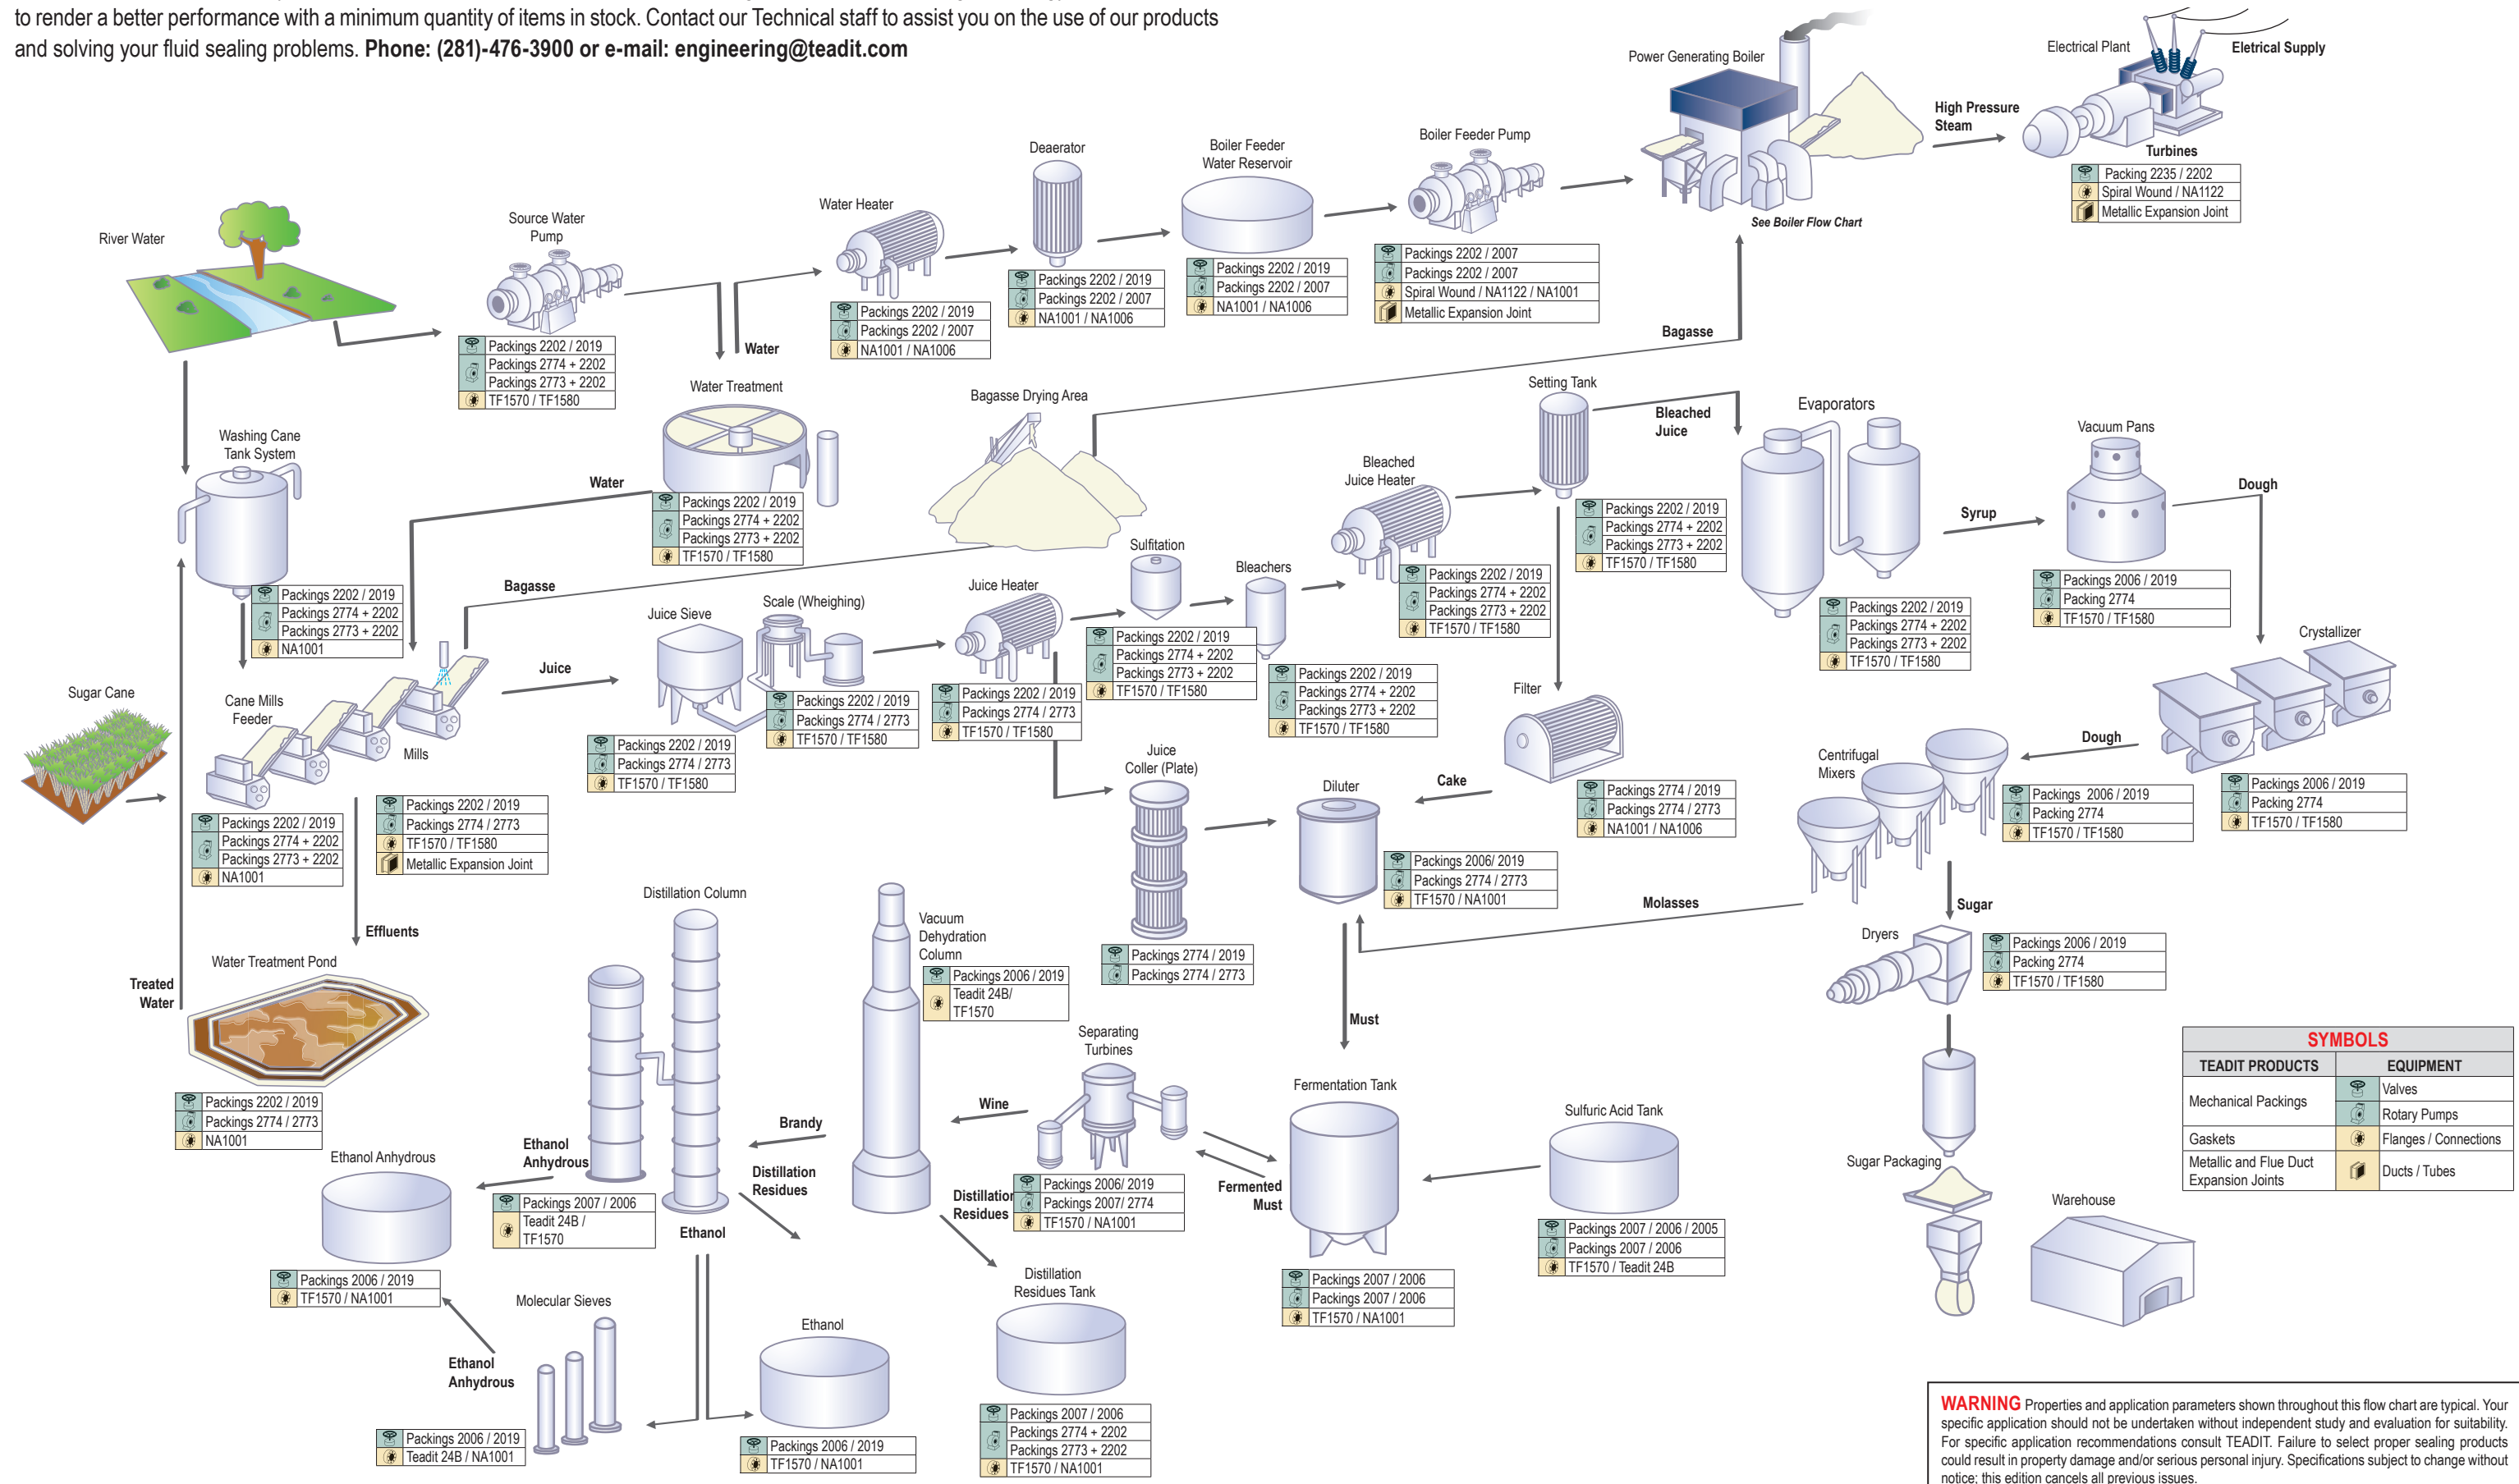 to render a better performance with a minimum quantity of items in stock. Contact our Technical staff to assist you on the use of our products
and solving your fluid sealing problems. Phone: (281)-476-3900 or e-mail: engineering@teadit.com
Power Generating Boiler
See Boiler Flow Chart
High Pressure
Steam
Electrical Plant
Eletrical Supply
Turbines
Packing 2235 / 2202
Spiral Wound / NA1122
Metallic Expansion Joint
River Water
Source Water
Pump
Packings 2202 / 2019
Packings 2774 + 2202
Packings 2773 + 2202
TF1570 / TF1580
Water
Water Heater
Packings 2202 / 2019
Packings 2202 / 2007
NA1001 / NA1006
Deaerator
Packings 2202 / 2019
Packings 2202 / 2007
NA1001 / NA1006
Boiler Feeder
Water Reservoir
Packings 2202 / 2019
Packings 2202 / 2007
NA1001 / NA1006
Boiler Feeder Pump
Packings 2202 / 2007
Packings 2202 / 2007
Spiral Wound / NA1122 / NA1001
Metallic Expansion Joint
Bagasse
Water Treatment
Packings 2202 / 2019
Packings 2774 + 2202
Packings 2773 + 2202
TF1570 / TF1580
Water
Bagasse Drying Area
Bagasse
Washing Cane
Tank System
Packings 2202 / 2019
Packings 2774 + 2202
Packings 2773 + 2202
NA1001
Sugar Cane
Cane Mills
Feeder
Mills
Packings 2202 / 2019
Packings 2774 + 2202
Packings 2773 + 2202
NA1001
Packings 2202 / 2019
Packings 2774 / 2773
TF1570 / TF1580
Metallic Expansion Joint
Juice
Juice Sieve
Packings 2202 / 2019
Packings 2774 / 2773
TF1570 / TF1580
Scale (Wheighing)
Packings 2202 / 2019
Packings 2774 / 2773
TF1570 / TF1580
Juice Heater
Packings 2202 / 2019
Packings 2774 / 2773
TF1570 / TF1580
Sulfitation
Packings 2202 / 2019
Packings 2774 + 2202
Packings 2773 + 2202
TF1570 / TF1580
Bleachers
Packings 2202 / 2019
Packings 2774 + 2202
Packings 2773 + 2202
TF1570 / TF1580
Bleached
Juice Heater
Packings 2202 / 2019
Packings 2774 + 2202
Packings 2773 + 2202
TF1570 / TF1580
Setting Tank
Packings 2202 / 2019
Packings 2774 + 2202
Packings 2773 + 2202
TF1570 / TF1580
Bleached
Juice
Evaporators
Packings 2202 / 2019
Packings 2774 + 2202
Packings 2773 + 2202
TF1570 / TF1580
Syrup
Vacuum Pans
Packings 2006 / 2019
Packing 2774
TF1570 / TF1580
Dough
Crystallizer
Packings 2006 / 2019
Packing 2774
TF1570 / TF1580
Dough
Centrifugal
Mixers
Packings 2006 / 2019
Packing 2774
TF1570 / TF1580
Filter
Packings 2774 / 2019
Packings 2774 / 2773
NA1001 / NA1006
Cake
Juice
Coller (Plate)
Packings 2774 / 2019
Packings 2774 / 2773
Diluter
Packings 2006/ 2019
Packings 2774 / 2773
TF1570 / NA1001
Molasses
Sugar
Dryers
Packings 2006 / 2019
Packing 2774
TF1570 / TF1580
Effluents
Water Treatment Pond
Treated
Water
Packings 2202 / 2019
Packings 2774 / 2773
NA1001
Distillation Column
Vacuum
Dehydration
Column
Packings 2006 / 2019
Teadit 24B/
TF1570
Must
Separating
Turbines
Packings 2006/ 2019
Packings 2007/ 2774
TF1570 / NA1001
Wine
Brandy
Fermented
Must
Fermentation Tank
Packings 2007 / 2006
Packings 2007 / 2006
TF1570 / NA1001
Sulfuric Acid Tank
Packings 2007 / 2006 / 2005
Packings 2007 / 2006
TF1570 / Teadit 24B
Ethanol
Anhydrous
Packings 2007 / 2006
Teadit 24B /
TF1570
Distillation
Residues
Distillation
Residues
Ethanol
Ethanol Anhydrous
Packings 2006 / 2019
TF1570 / NA1001
Molecular Sieves
Ethanol
Anhydrous
Packings 2006 / 2019
Teadit 24B / NA1001
Ethanol
Packings 2006 / 2019
TF1570 / NA1001
Distillation
Residues Tank
Packings 2007 / 2006
Packings 2774 + 2202
Packings 2773 + 2202
TF1570 / NA1001
Sugar Packaging
Warehouse
SYMBOLS
TEADIT PRODUCTS EQUIPMENT
Mechanical Packings
Valves
Rotary Pumps
Gaskets Flanges / Connections
Metallic and Flue Duct
Expansion Joints
Ducts / Tubes
WARNING Properties and application parameters shown throughout this flow chart are typical. Your
specific application should not be undertaken without independent study and evaluation for suitability.
For specific application recommendations consult TEADIT. Failure to select proper sealing products
could result in property damage and/or serious personal injury. Specifications subject to change without
notice; this edition cancels all previous issues.